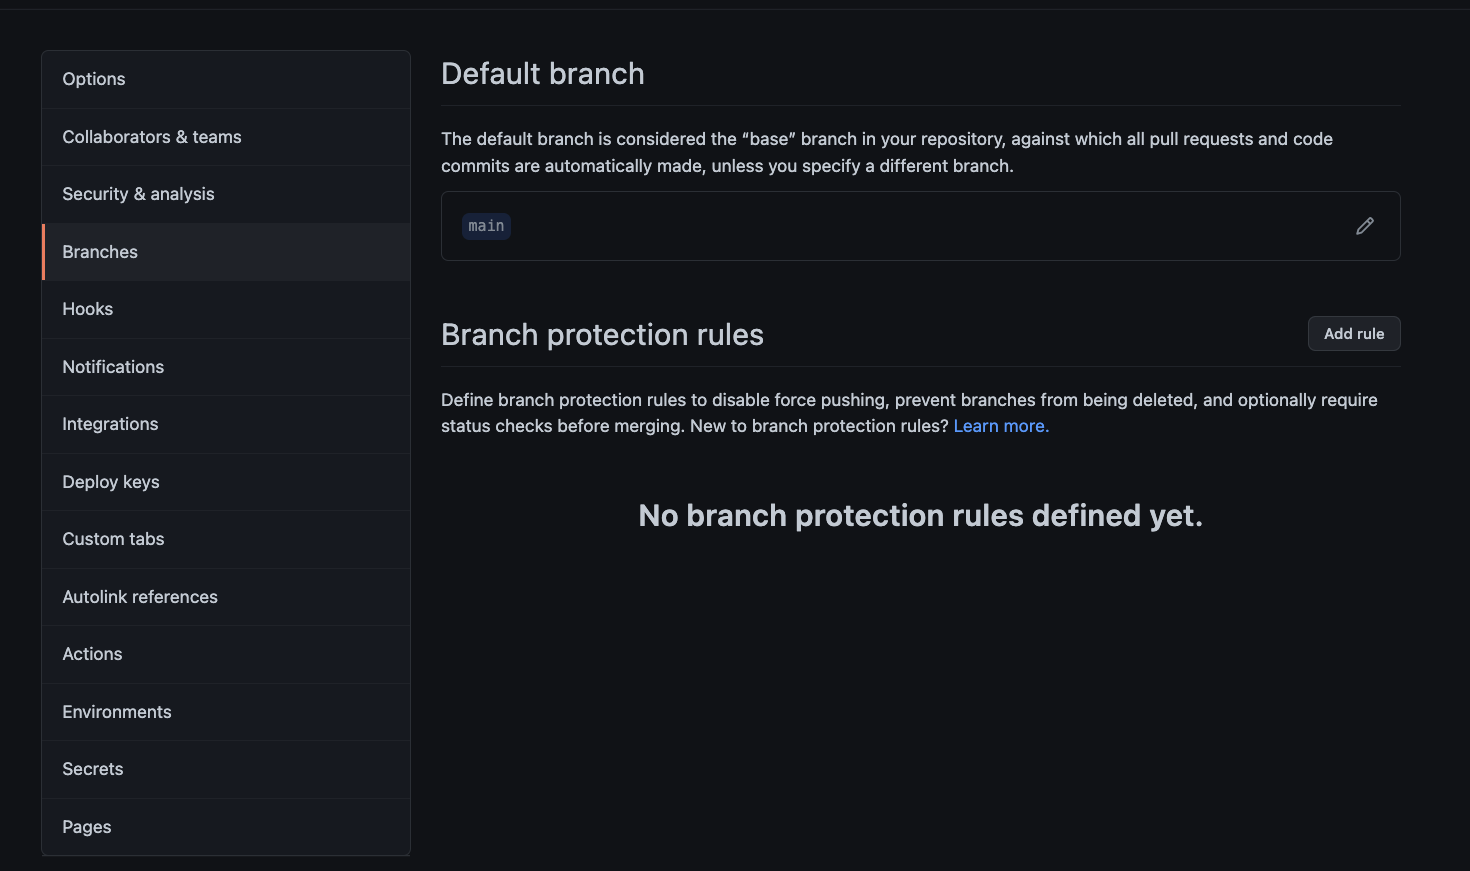 Options
Collaborators & teams
Security & analysis
Branches
Hooks
Notifications
Integrations
Deploy keys
Custom tabs
Autolink references
Actions
Environments
Secrets
Pages
Default branch
The default branch is considered the “base” branch in your repository, against which all pull requests and code
commits are automatically made, unless you specify a different branch.
main
Branch protection rules
Add rule
Define branch protection rules to disable force pushing, prevent branches from being deleted, and optionally require
status checks before merging. New to branch protection rules? Learn more.
No branch protection rules defined yet.